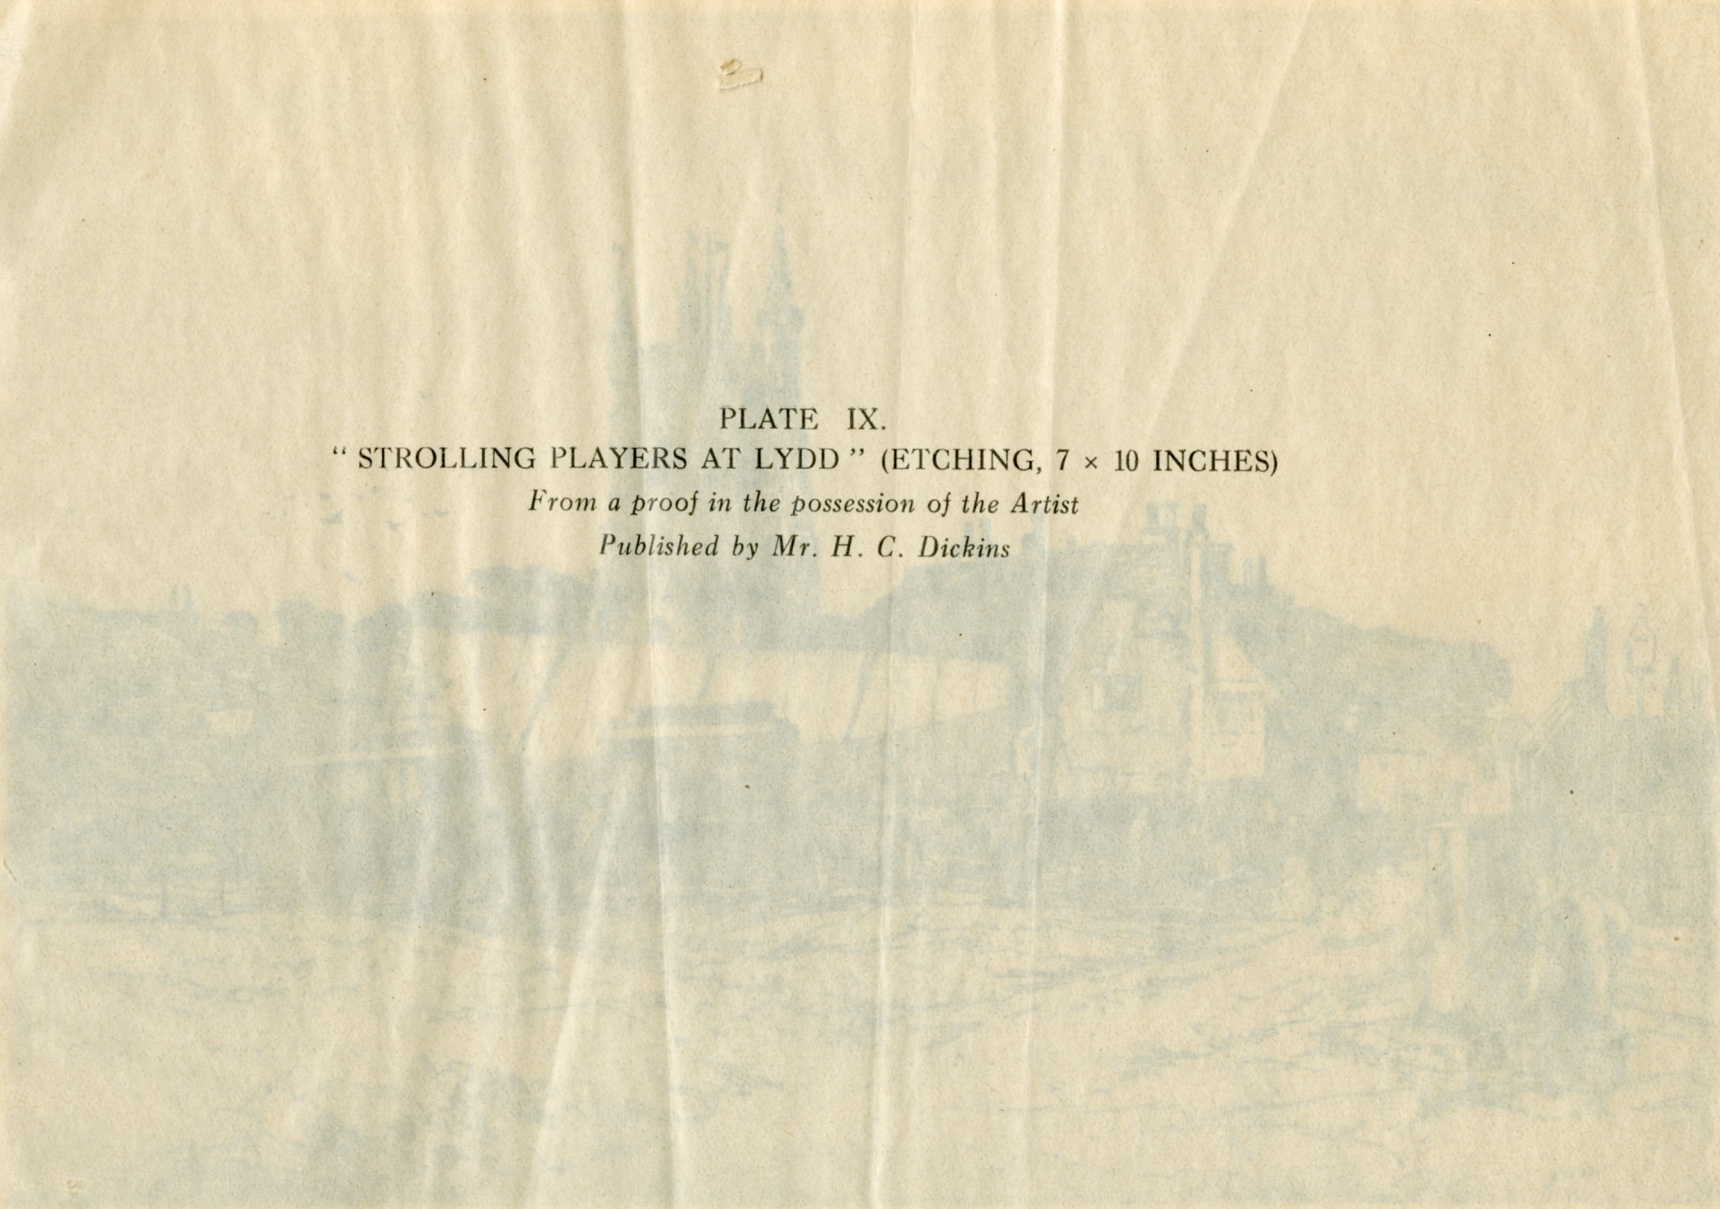 PLATE IX.
“ STROLLING PLAYERS AT LYDD ” (ETCHING, 7 × 10 INCHES)
From a proof in the possession of the Artist
Published by Mr. H. C. Dickins